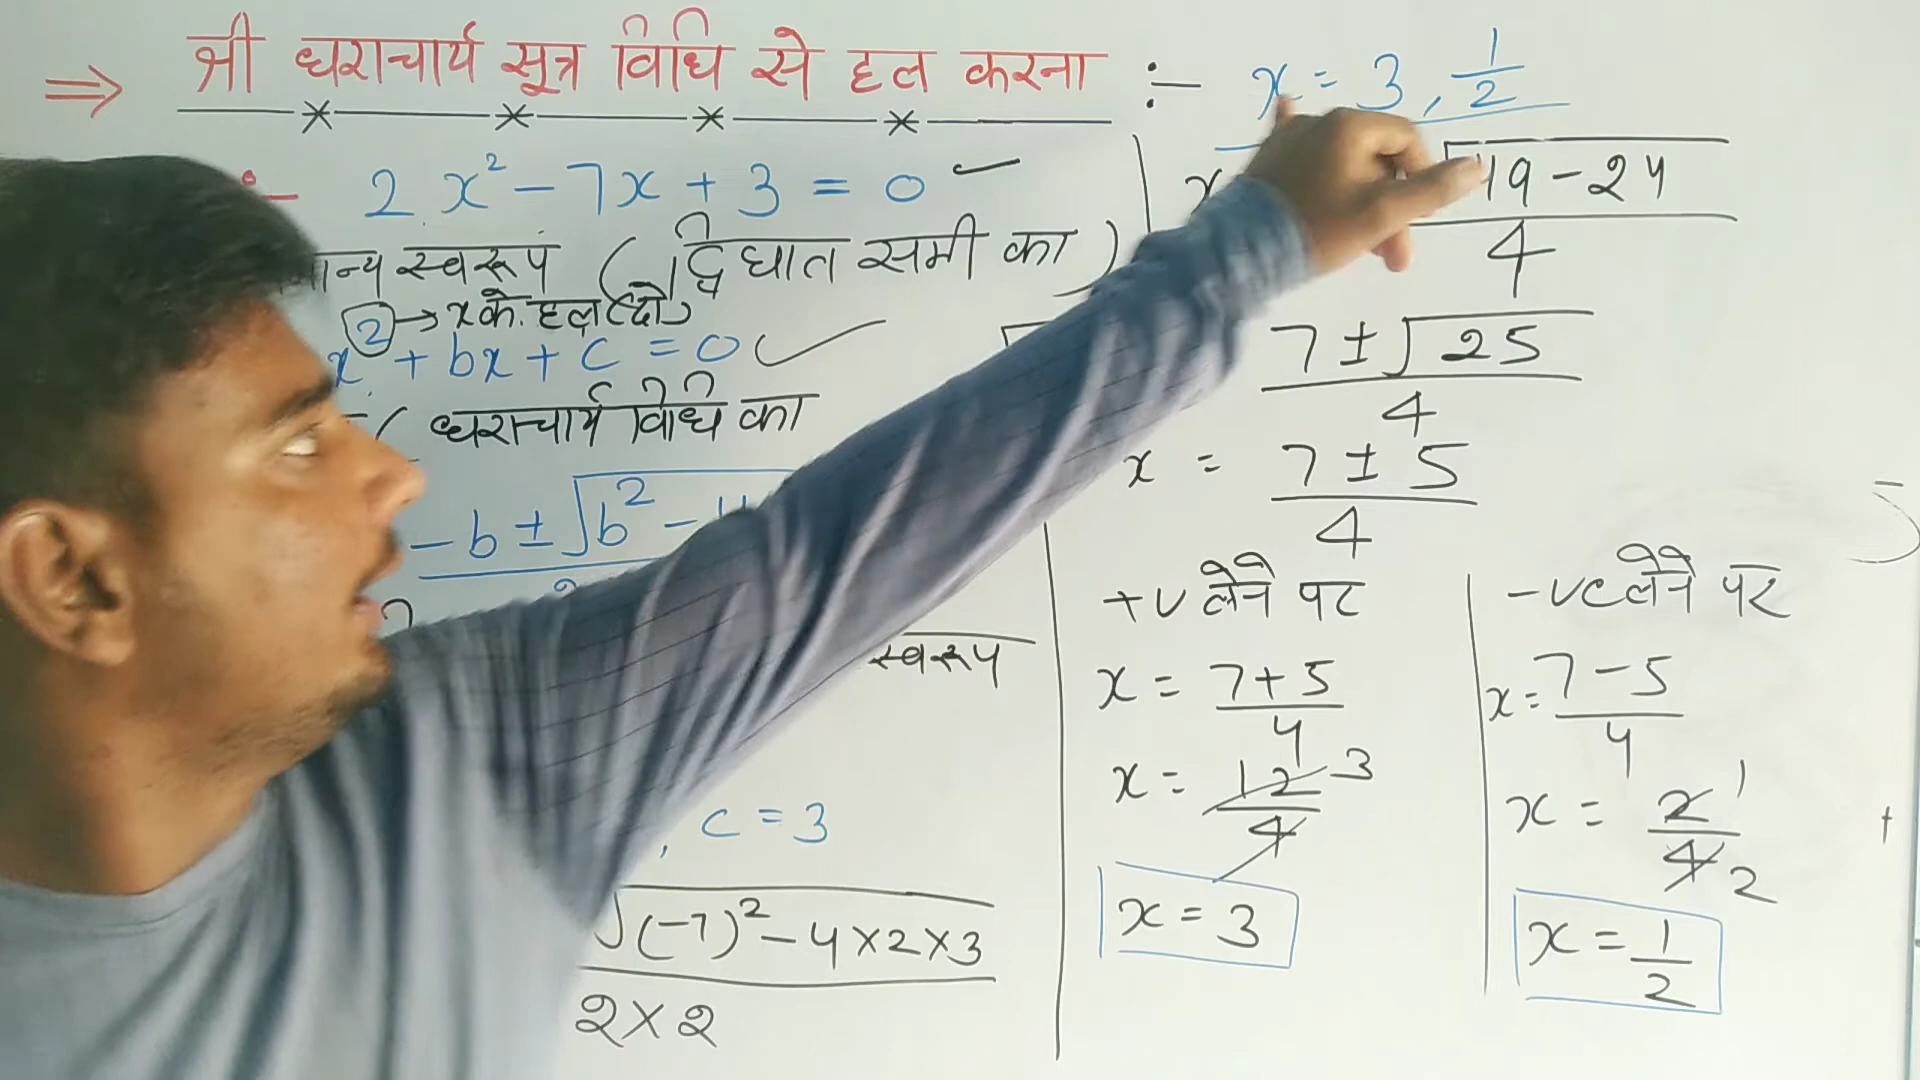 ⇒ श्री धराचार्य सूत्र विधि से हल करना :- x = 3, 1/2
2x² - 7x + 3 = 0 ✓
स्वरूप (द्विघात समी का)
2 → x के हल (दो)
x² + bx + c = 0 ✓
( धराचार्य विधि का
-b ± √b² - 4
स्वरूप
, c = 3
√(-7)² - 4×2×3
2×2
√49 - 24
4
7 ± √25
4
x = 7 ± 5
4
+v लेने पर
x = 7+5
4
x = 12 3
4
x = 3
-ve लेने पर
x = 7-5
4
x = 2 1
4 2
x = 1/2